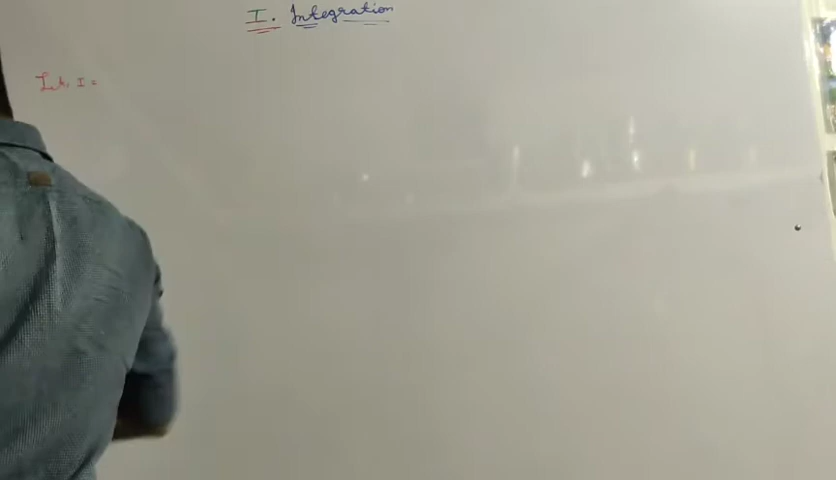 I. Integration
Let, I =